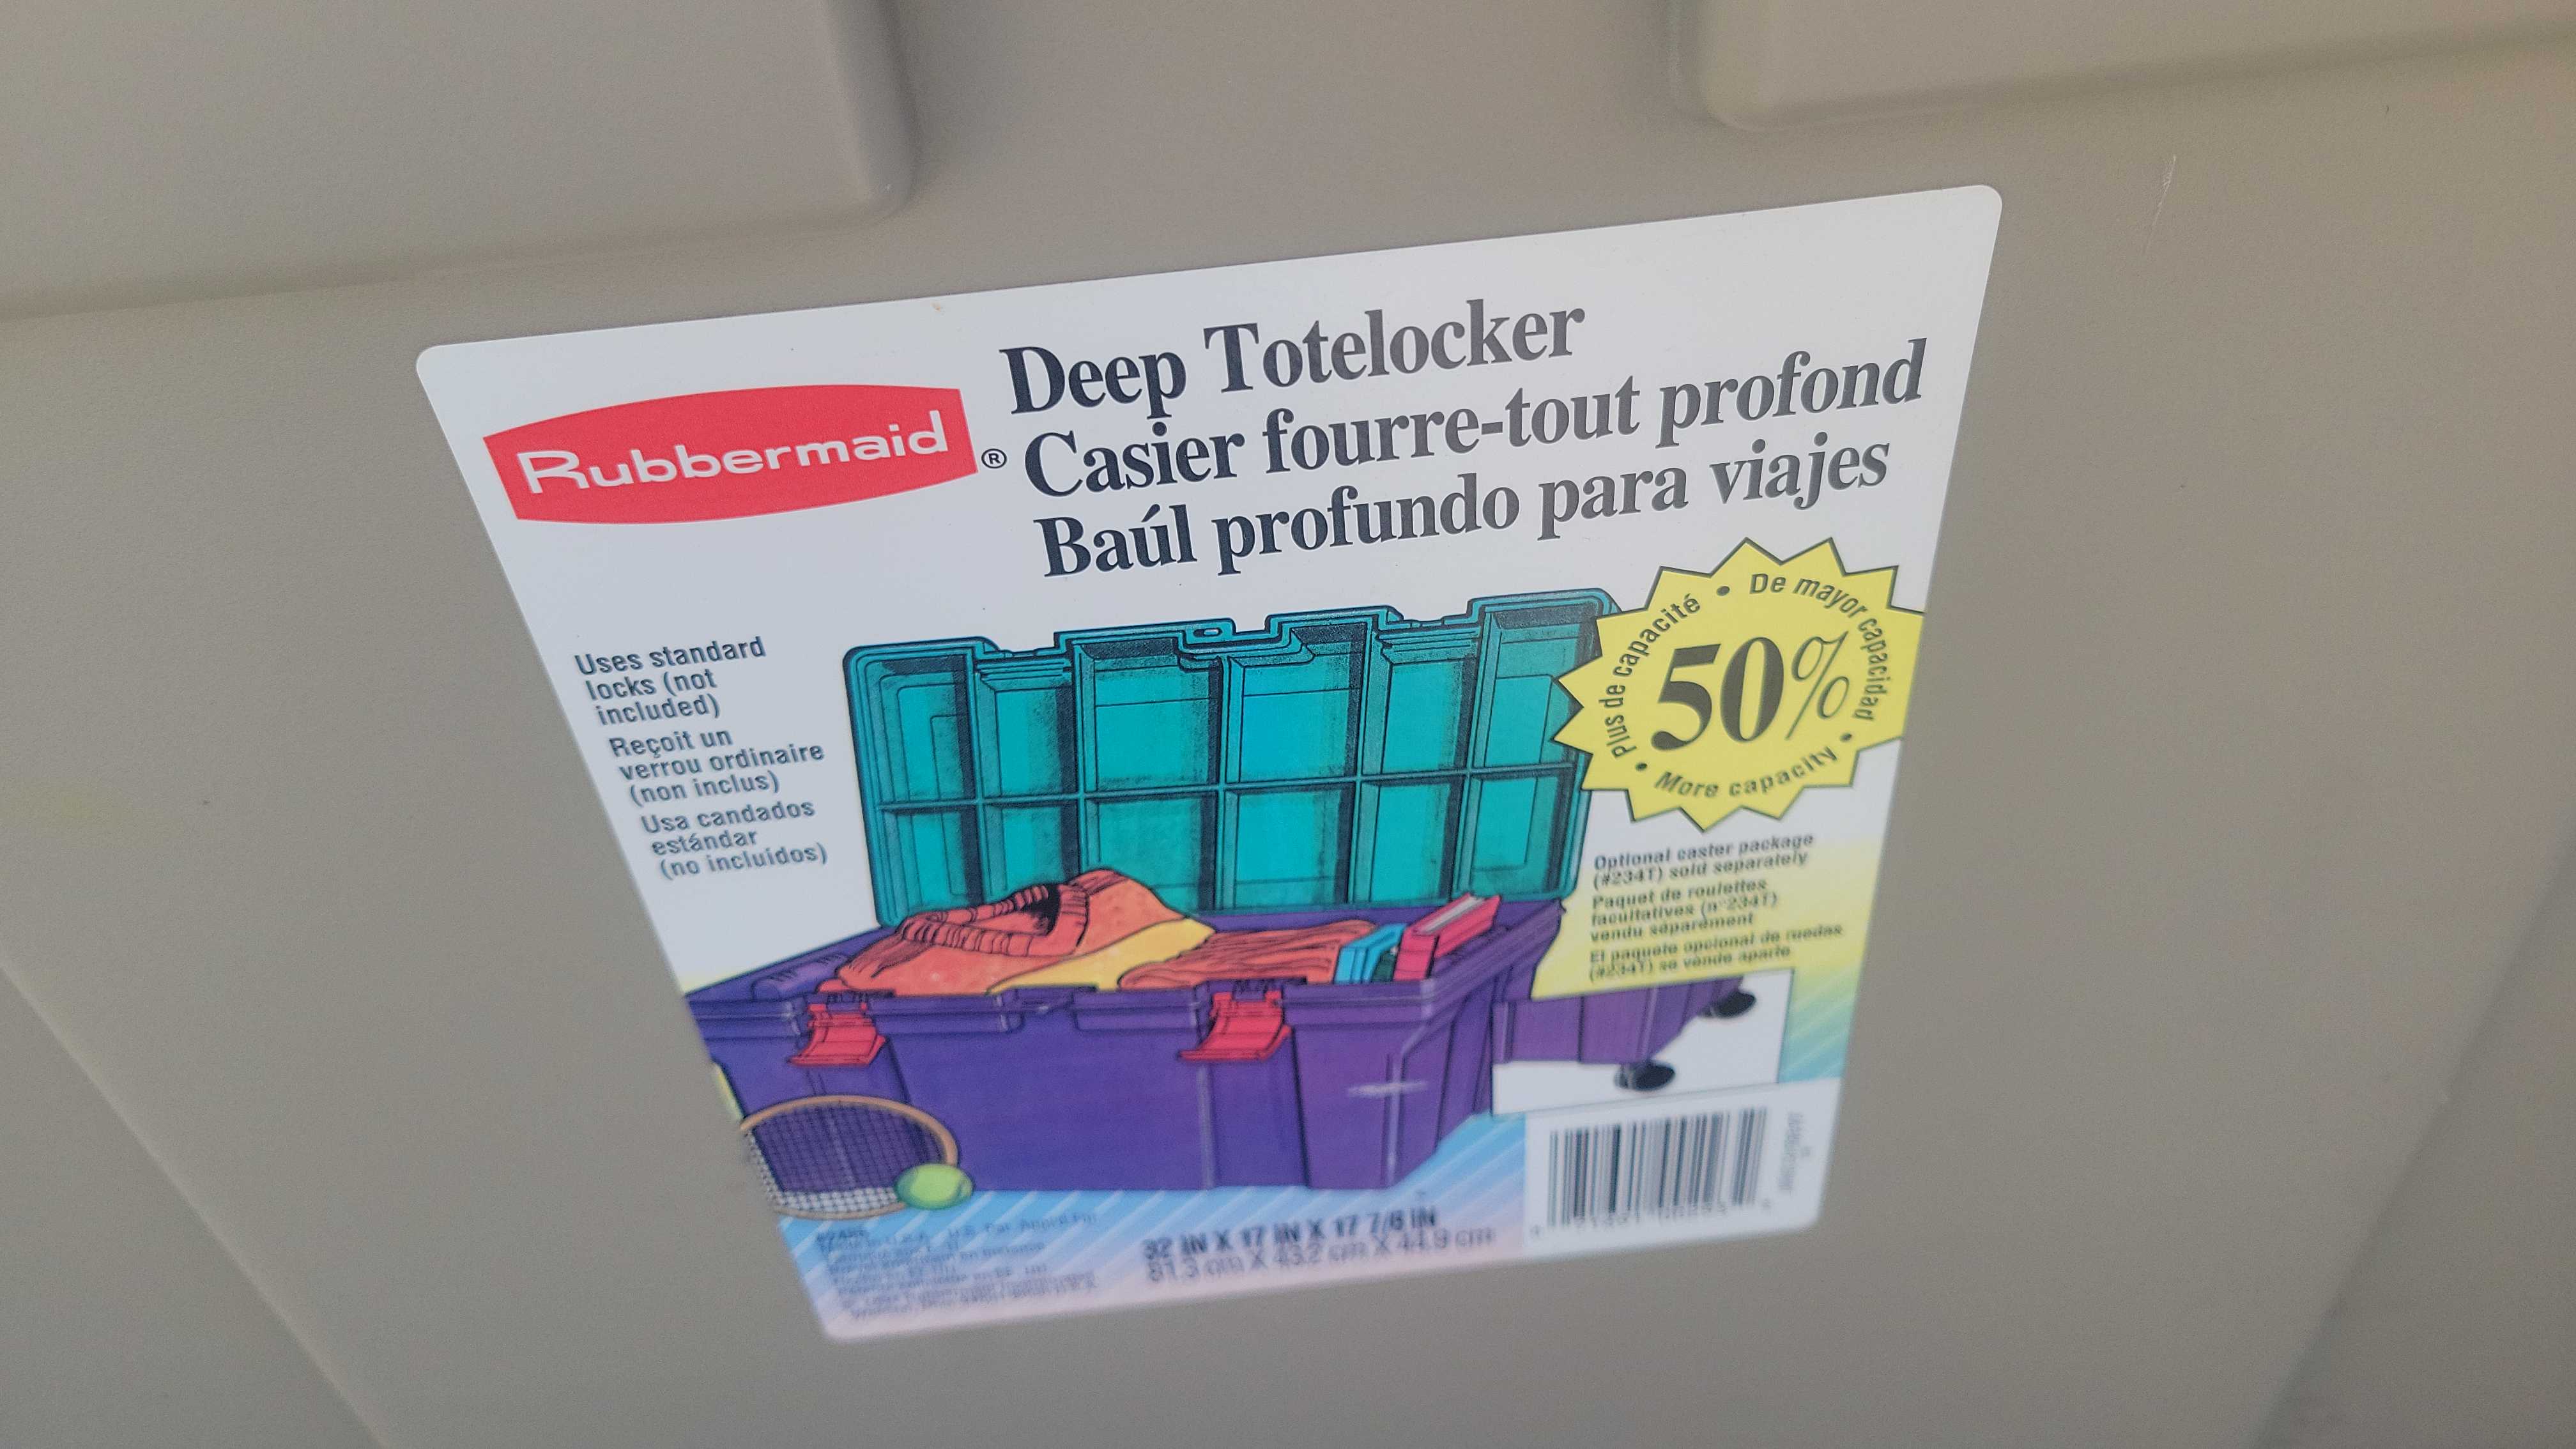 Rubbermaid®
Deep Totelocker
Casier fourre-tout profond
Baúl profundo para viajes
Uses standard
locks (not
included)
Reçoit un
verrou ordinaire
(non inclus)
Usa candados
estándar
(no incluidos)
Plus de capacité • De mayor capacidad •
50%
More capacity •
Optional caster package
(#2341) sold separately
Paquet de roulettes
facultatives (n°2341)
vendu séparément
El paquete opcional de ruedas
(#2341) se vende aparte
32 IN X 17 IN X 17 7/8 IN
81.3 cm X 43.2 cm X 44.9 cm